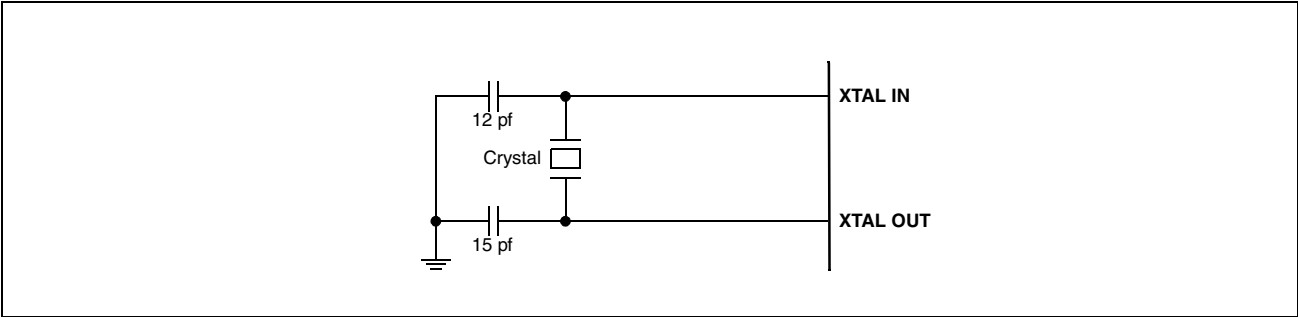 XTAL IN
12 pf
Crystal
XTAL OUT
15 pf